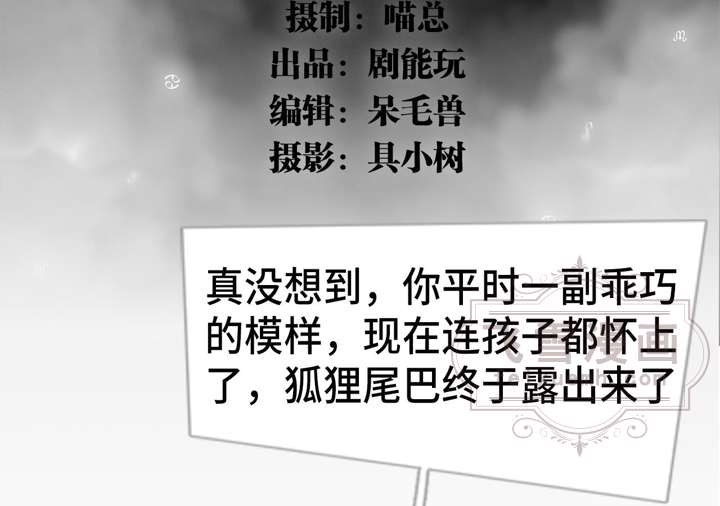 摄制：喵总
出品：剧能玩
编辑：呆毛兽
摄影：具小树
真没想到，你平时一副乖巧
的模样，现在连孩子都怀上
了，狐狸尾巴终于露出来了